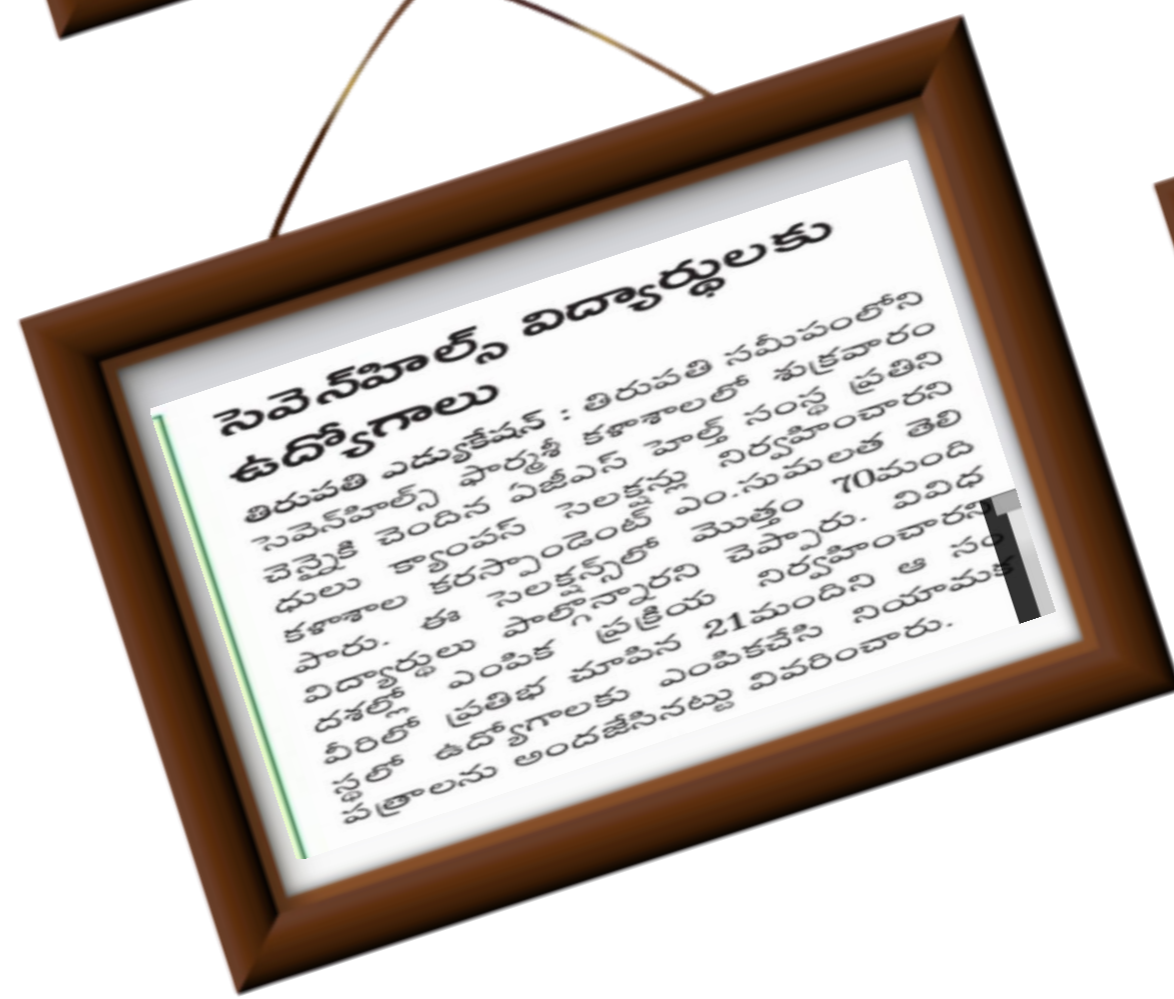 సెవెన్‌హిల్స్ విద్యార్థులకు
ఉద్యోగాలు
తిరుపతి ఎద్యుకేషన్ : తిరుపతి సమీపంలోని
సెవెన్‌హిల్స్ ఫార్మశీ కళాశాలలో శుక్రవారం
చెన్నైకి చెందిన ఏజీఎస్ హెల్త్ సంస్థ ప్రతిని
ధులు క్యాంపస్ సెలక్షన్లు నిర్వహించారని
కళాశాల కరస్పాండెంట్ ఎం.సుమలత తెలి
పారు. ఈ సెలక్షన్స్‌లో మొత్తం 70మంది
విద్యార్థులు పాల్గొన్నారని చెప్పారు. వివిధ
దశల్లో ఎంపిక ప్రక్రియ నిర్వహించారని
వీరిలో ప్రతిభ చూపిన 21మందిని ఆ సం
స్థలో ఉద్యోగాలకు ఎంపికచేసి నియామక
పత్రాలను అందజేసినట్టు వివరించారు.